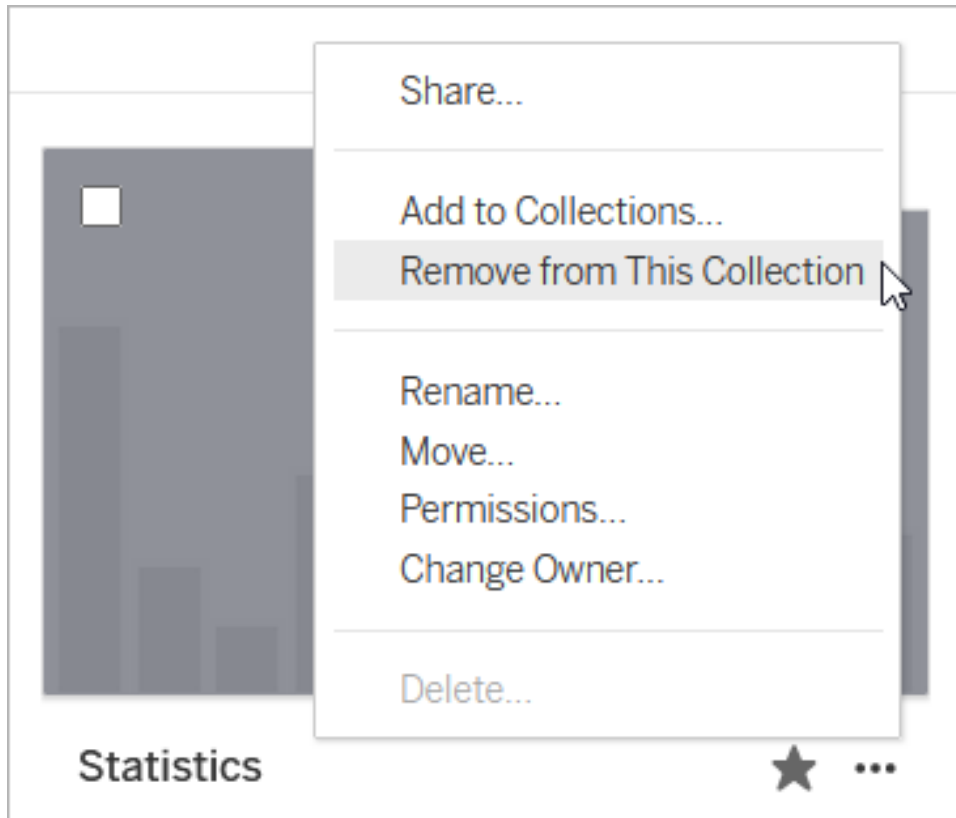 Share...
Add to Collections...
Remove from This Collection
Rename...
Move...
Permissions...
Change Owner...
Delete...
Statistics